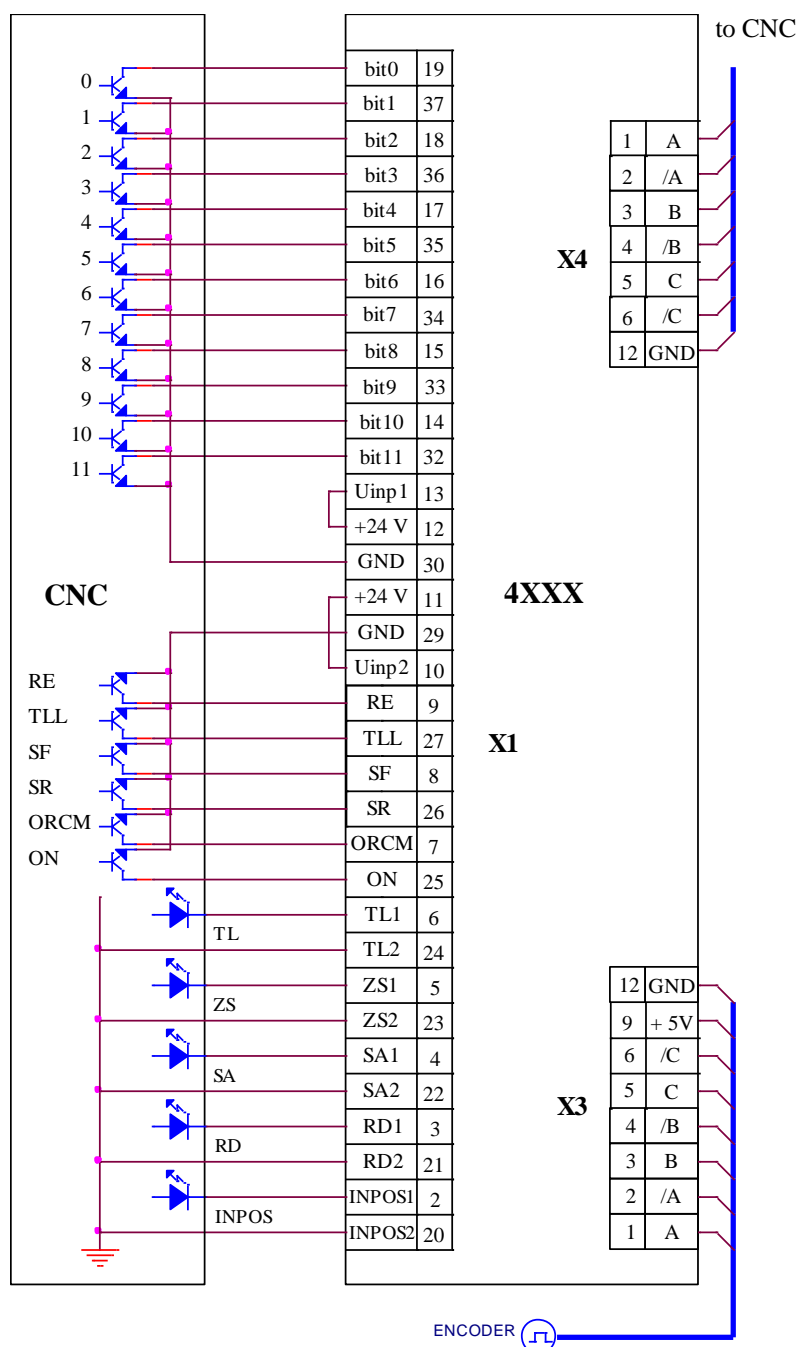 to CNC
0 bit0 19
1 bit1 37
2 bit2 18 1 A
3 bit3 36 2 /A
4 bit4 17 3 B
5 bit5 35 X4 4 /B
6 bit6 16 5 C
7 bit7 34 6 /C
8 bit8 15 12 GND
9 bit9 33
10 bit10 14
11 bit11 32
Uinp1 13
+24 V 12
GND 30
CNC +24 V 11 4XXX
GND 29
Uinp2 10
RE RE 9
TLL TLL 27 X1
SF SF 8
SR SR 26
ORCM ORCM 7
ON ON 25
TL1 6
TL TL2 24
ZS1 5 12 GND
ZS ZS2 23 9 + 5V
SA1 4 6 /C
SA SA2 22 X3 5 C
RD1 3 4 /B
RD RD2 21 3 B
INPOS1 2 2 /A
INPOS INPOS2 20 1 A
ENCODER